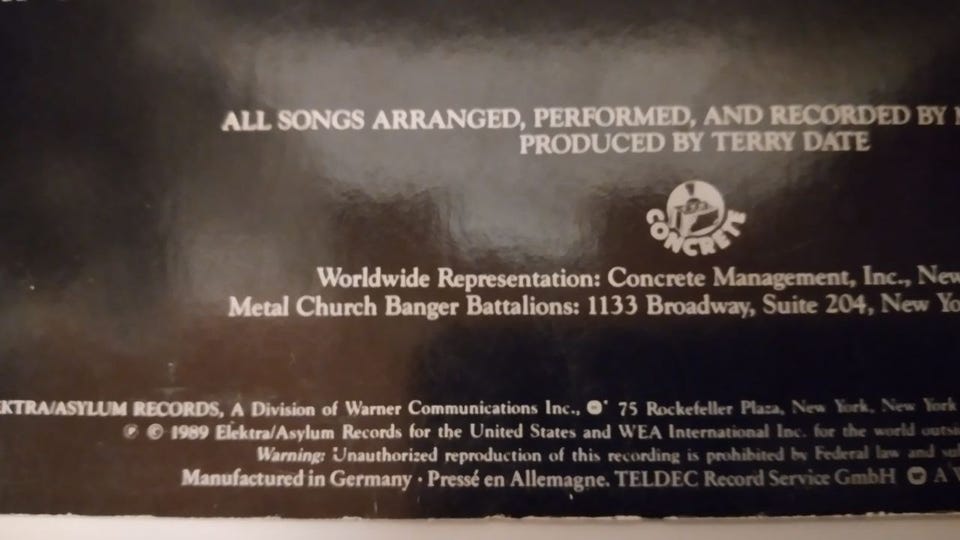 ALL SONGS ARRANGED, PERFORMED, AND RECORDED BY
PRODUCED BY TERRY DATE
CONCRETE
Worldwide Representation: Concrete Management, Inc., New
Metal Church Banger Battalions: 1133 Broadway, Suite 204, New Yo
KTRA/ASYLUM RECORDS, A Division of Warner Communications Inc., 75 Rockefeller Plaza, New York, New York
℗ © 1989 Elektra/Asylum Records for the United States and WEA International Inc. for the world outsi
Warning: Unauthorized reproduction of this recording is prohibited by Federal law and su
Manufactured in Germany · Pressé en Allemagne. TELDEC Record Service GmbH A W